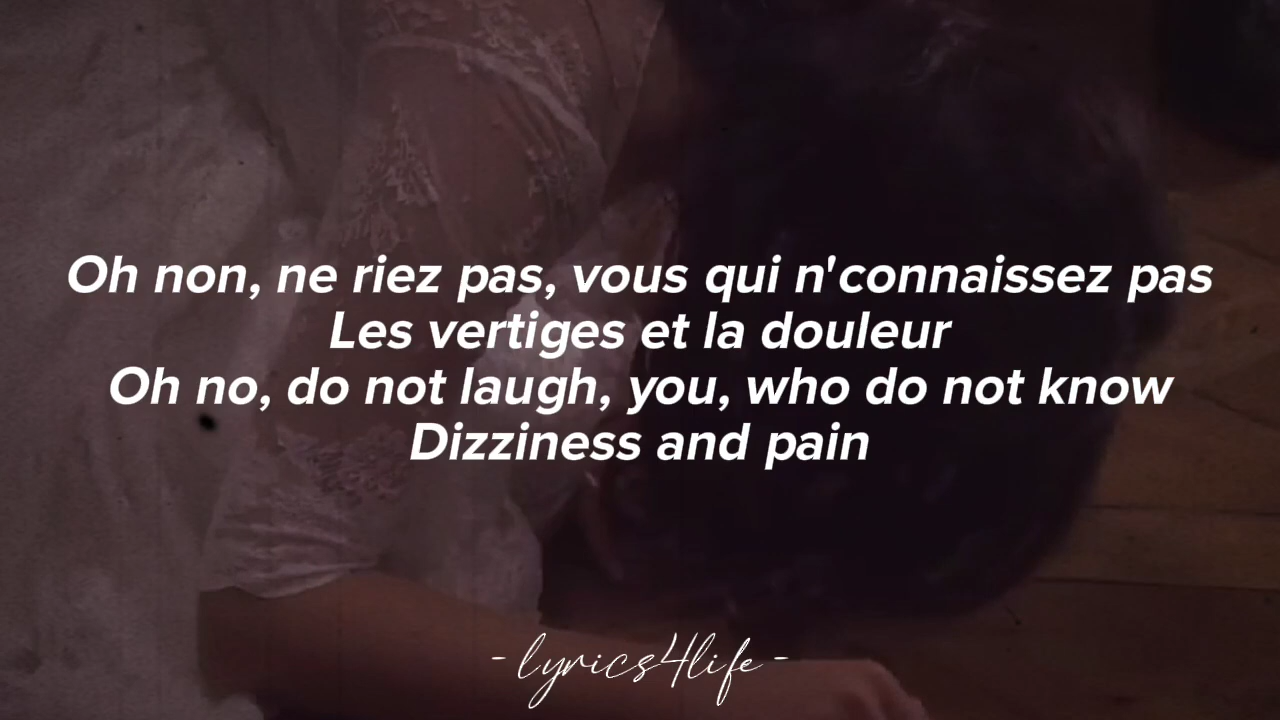 Oh non, ne riez pas, vous qui n'connaissez pas
Les vertiges et la douleur
Oh no, do not laugh, you, who do not know
Dizziness and pain
- lyrics4life -